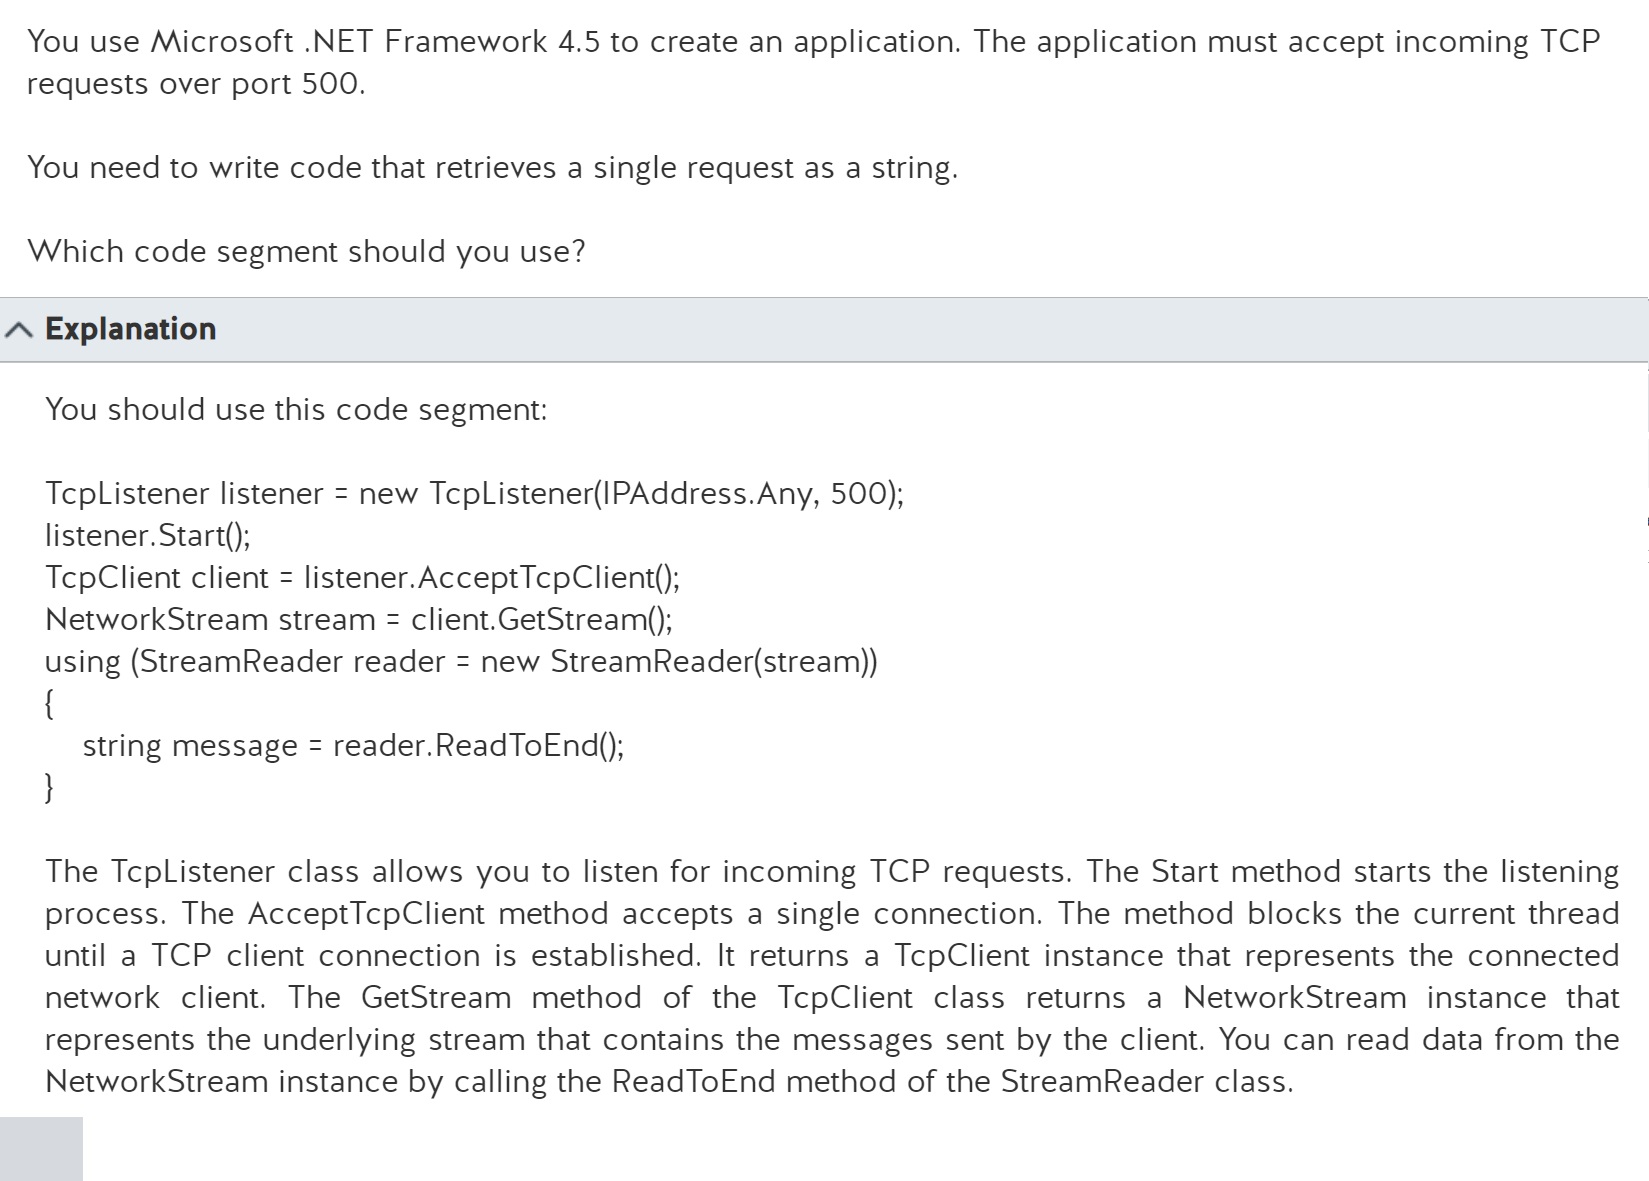 You use Microsoft .NET Framework 4.5 to create an application. The application must accept incoming TCP
requests over port 500.
You need to write code that retrieves a single request as a string.
Which code segment should you use?
Explanation
You should use this code segment:
TcpListener listener = new TcpListener(IPAddress.Any, 500);
listener.Start();
TcpClient client = listener.AcceptTcpClient();
NetworkStream stream = client.GetStream();
using (StreamReader reader = new StreamReader(stream))
{
string message = reader.ReadToEnd();
}
The TcpListener class allows you to listen for incoming TCP requests. The Start method starts the listening
process. The AcceptTcpClient method accepts a single connection. The method blocks the current thread
until a TCP client connection is established. It returns a TcpClient instance that represents the connected
network client. The GetStream method of the TcpClient class returns a NetworkStream instance that
represents the underlying stream that contains the messages sent by the client. You can read data from the
NetworkStream instance by calling the ReadToEnd method of the StreamReader class.